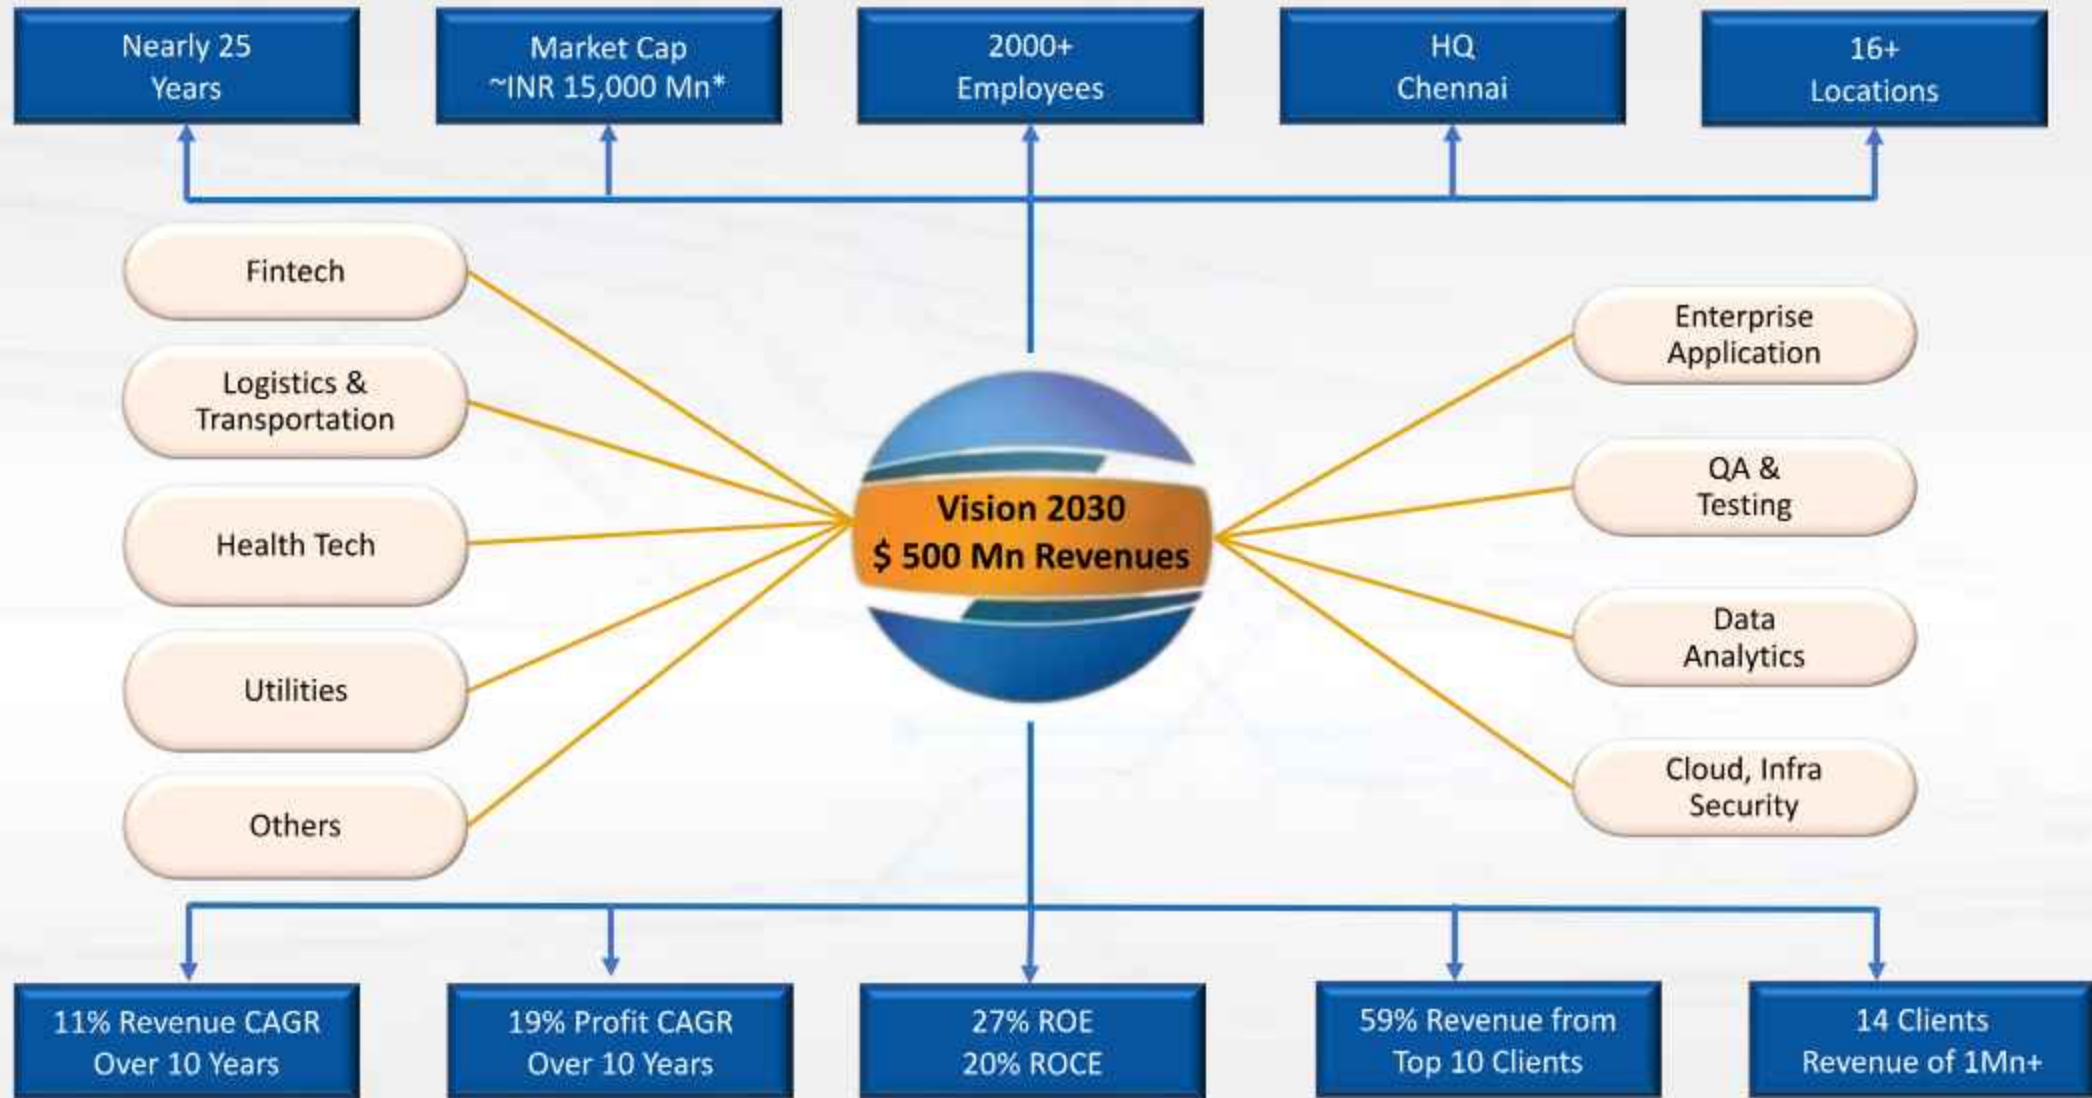 Nearly 25
Years
Market Cap
~INR 15,000 Mn*
2000+
Employees
HQ
Chennai
16+
Locations
Fintech
Logistics &
Transportation
Health Tech
Utilities
Others
Vision 2030
$ 500 Mn Revenues
Enterprise
Application
QA &
Testing
Data
Analytics
Cloud, Infra
Security
11% Revenue CAGR
Over 10 Years
19% Profit CAGR
Over 10 Years
27% ROE
20% ROCE
59% Revenue from
Top 10 Clients
14 Clients
Revenue of 1Mn+